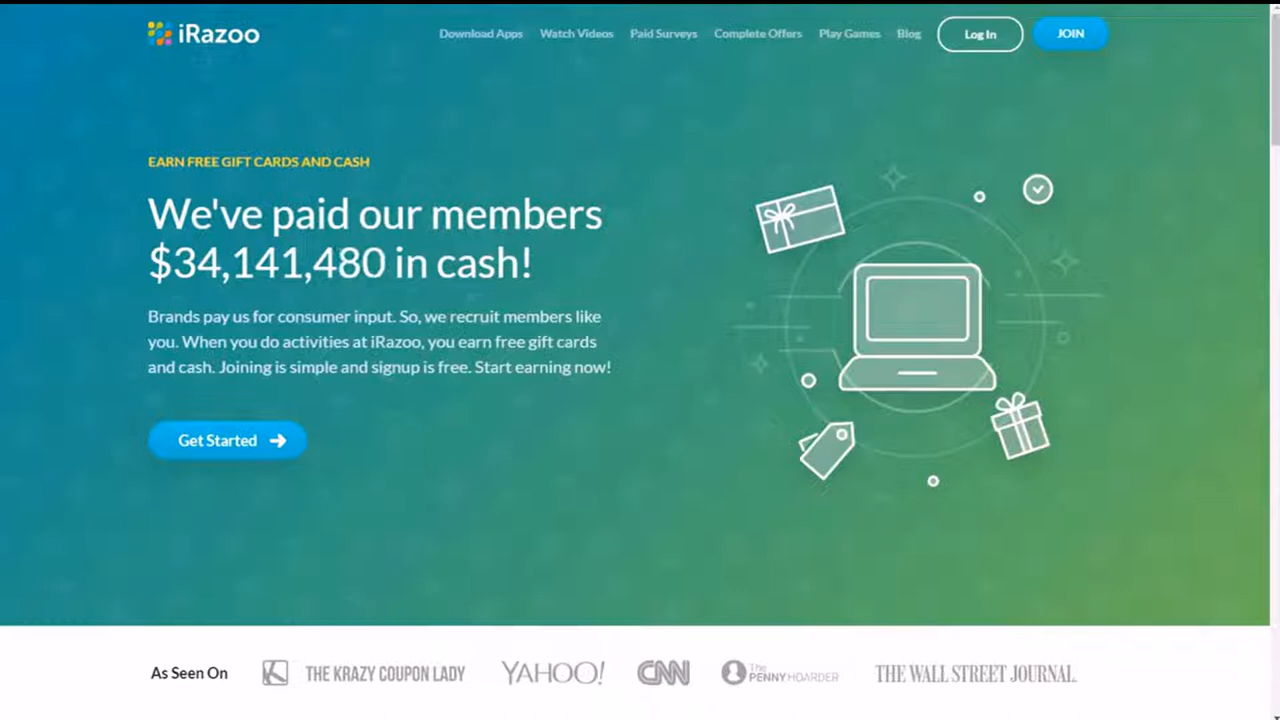 iRazoo
Download Apps Watch Videos Paid Surveys Complete Offers Play Games Blog Log In JOIN
EARN FREE GIFT CARDS AND CASH
We've paid our members
$34,141,480 in cash!
Brands pay us for consumer input. So, we recruit members like
you. When you do activities at iRazoo, you earn free gift cards
and cash. Joining is simple and signup is free. Start earning now!
Get Started
As Seen On THE KRAZY COUPON LADY YAHOO! CNN The PENNY HOARDER THE WALL STREET JOURNAL.